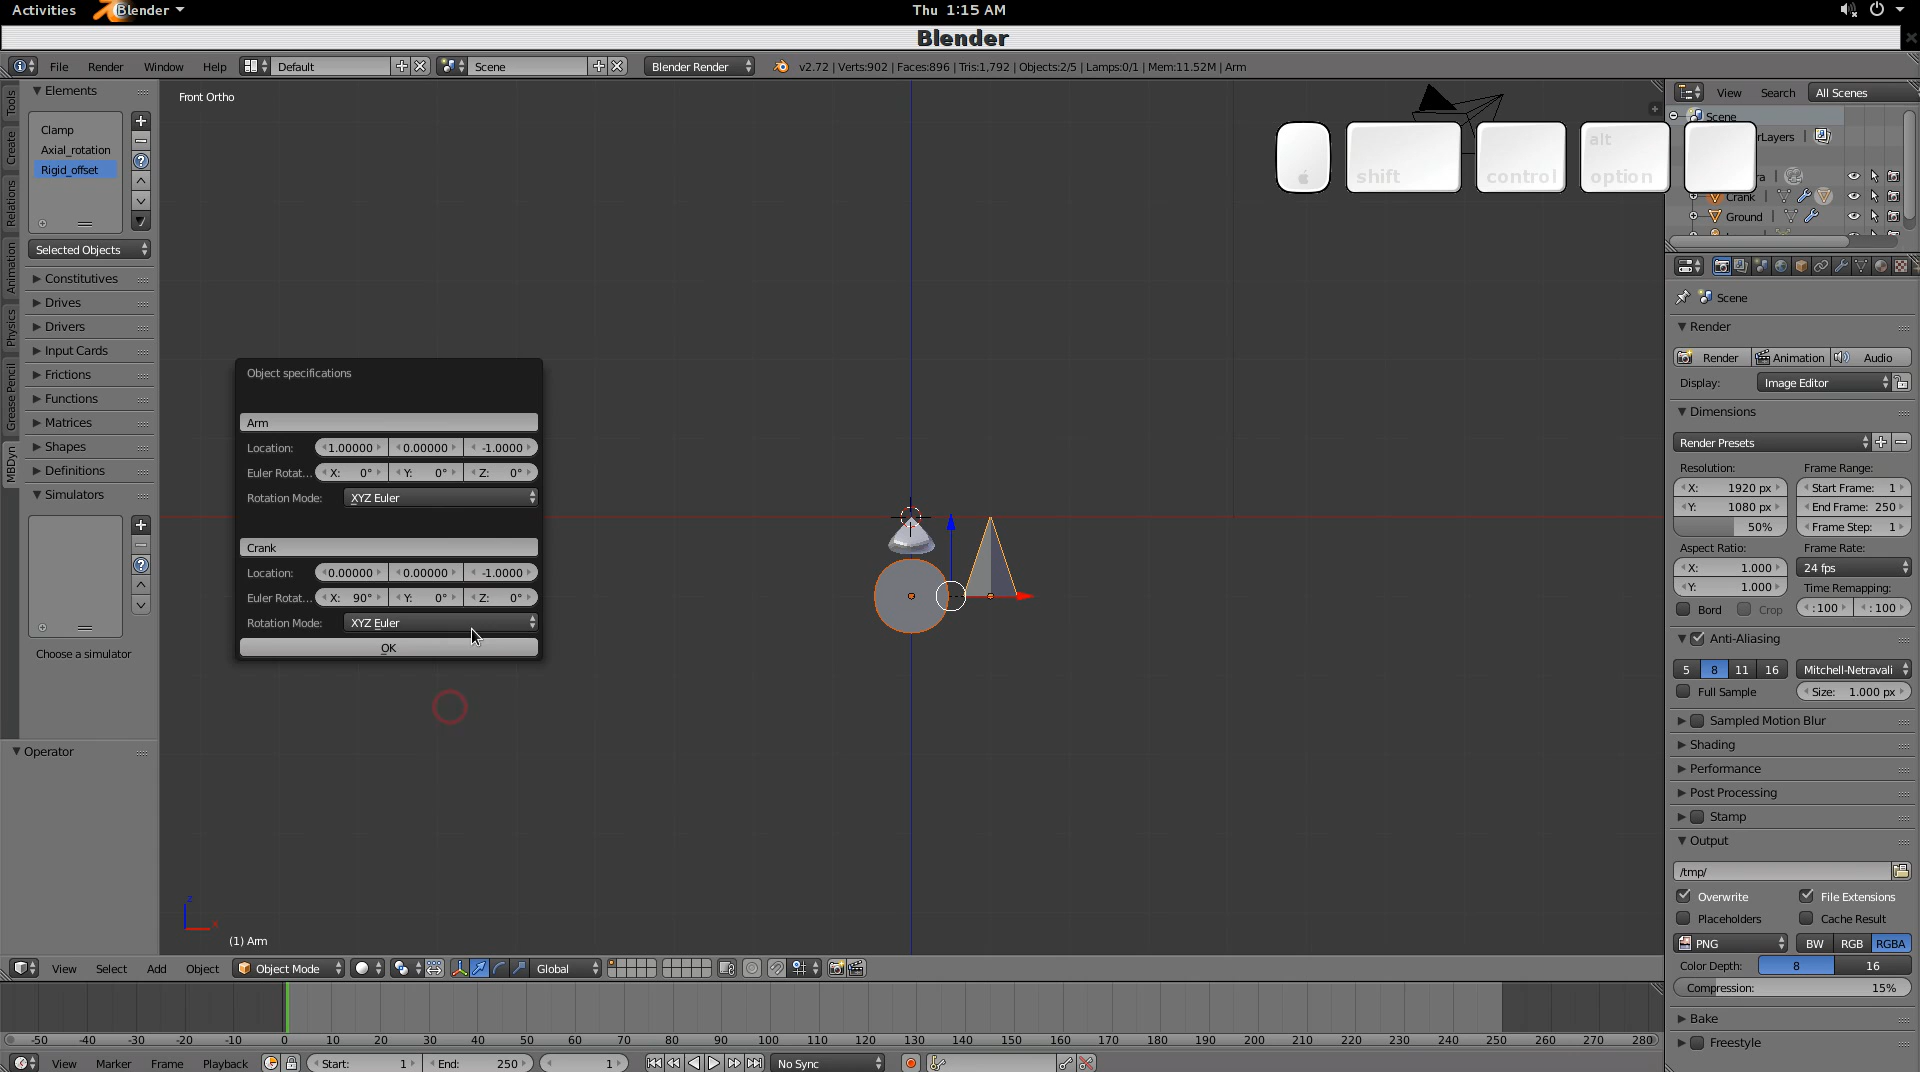 Activities
Blender
Thu 1:15 AM
Blender
File
Render
Window
Help
Default
Scene
Blender Render
v2.72 | Verts:902 | Faces:896 | Tris:1,792 | Objects:2/5 | Lamps:0/1 | Mem:11.52M | Arm
Tools
Create
Relations
Animation
Physics
Grease Pencil
MBDyn
Elements
Clamp
Axial_rotation
Rigid_offset
Selected Objects
Constitutives
Drives
Drivers
Input Cards
Frictions
Functions
Matrices
Shapes
Definitions
Simulators
Choose a simulator
Operator
Front Ortho
Object specifications
Arm
Location: 1.00000 0.00000 -1.0000
Euler Rotat... X: 0° Y: 0° Z: 0°
Rotation Mode: XYZ Euler
Crank
Location: 0.00000 0.00000 -1.0000
Euler Rotat... X: 90° Y: 0° Z: 0°
Rotation Mode: XYZ Euler
OK
shift
control
alt
option
z
x
(1) Arm
View
Search
All Scenes
Scene
rLayers
ra
Crank
Ground
Scene
Render
Render
Animation
Audio
Display: Image Editor
Dimensions
Render Presets
Resolution: Frame Range:
X: 1920 px Start Frame: 1
Y: 1080 px End Frame: 250
50% Frame Step: 1
Aspect Ratio: Frame Rate:
X: 1.000 24 fps
Y: 1.000 Time Remapping:
Bord Crop :100 :100
Anti-Aliasing
5 8 11 16 Mitchell-Netravali
Full Sample Size: 1.000 px
Sampled Motion Blur
Shading
Performance
Post Processing
Stamp
Output
/tmp/
Overwrite File Extensions
Placeholders Cache Result
PNG BW RGB RGBA
Color Depth: 8 16
Compression: 15%
Bake
Freestyle
View
Select
Add
Object
Object Mode
Global
-50 -40 -30 -20 -10 0 10 20 30 40 50 60 70 80 90 100 110 120 130 140 150 160 170 180 190 200 210 220 230 240 250 260 270 280
View
Marker
Frame
Playback
Start: 1
End: 250
1
No Sync